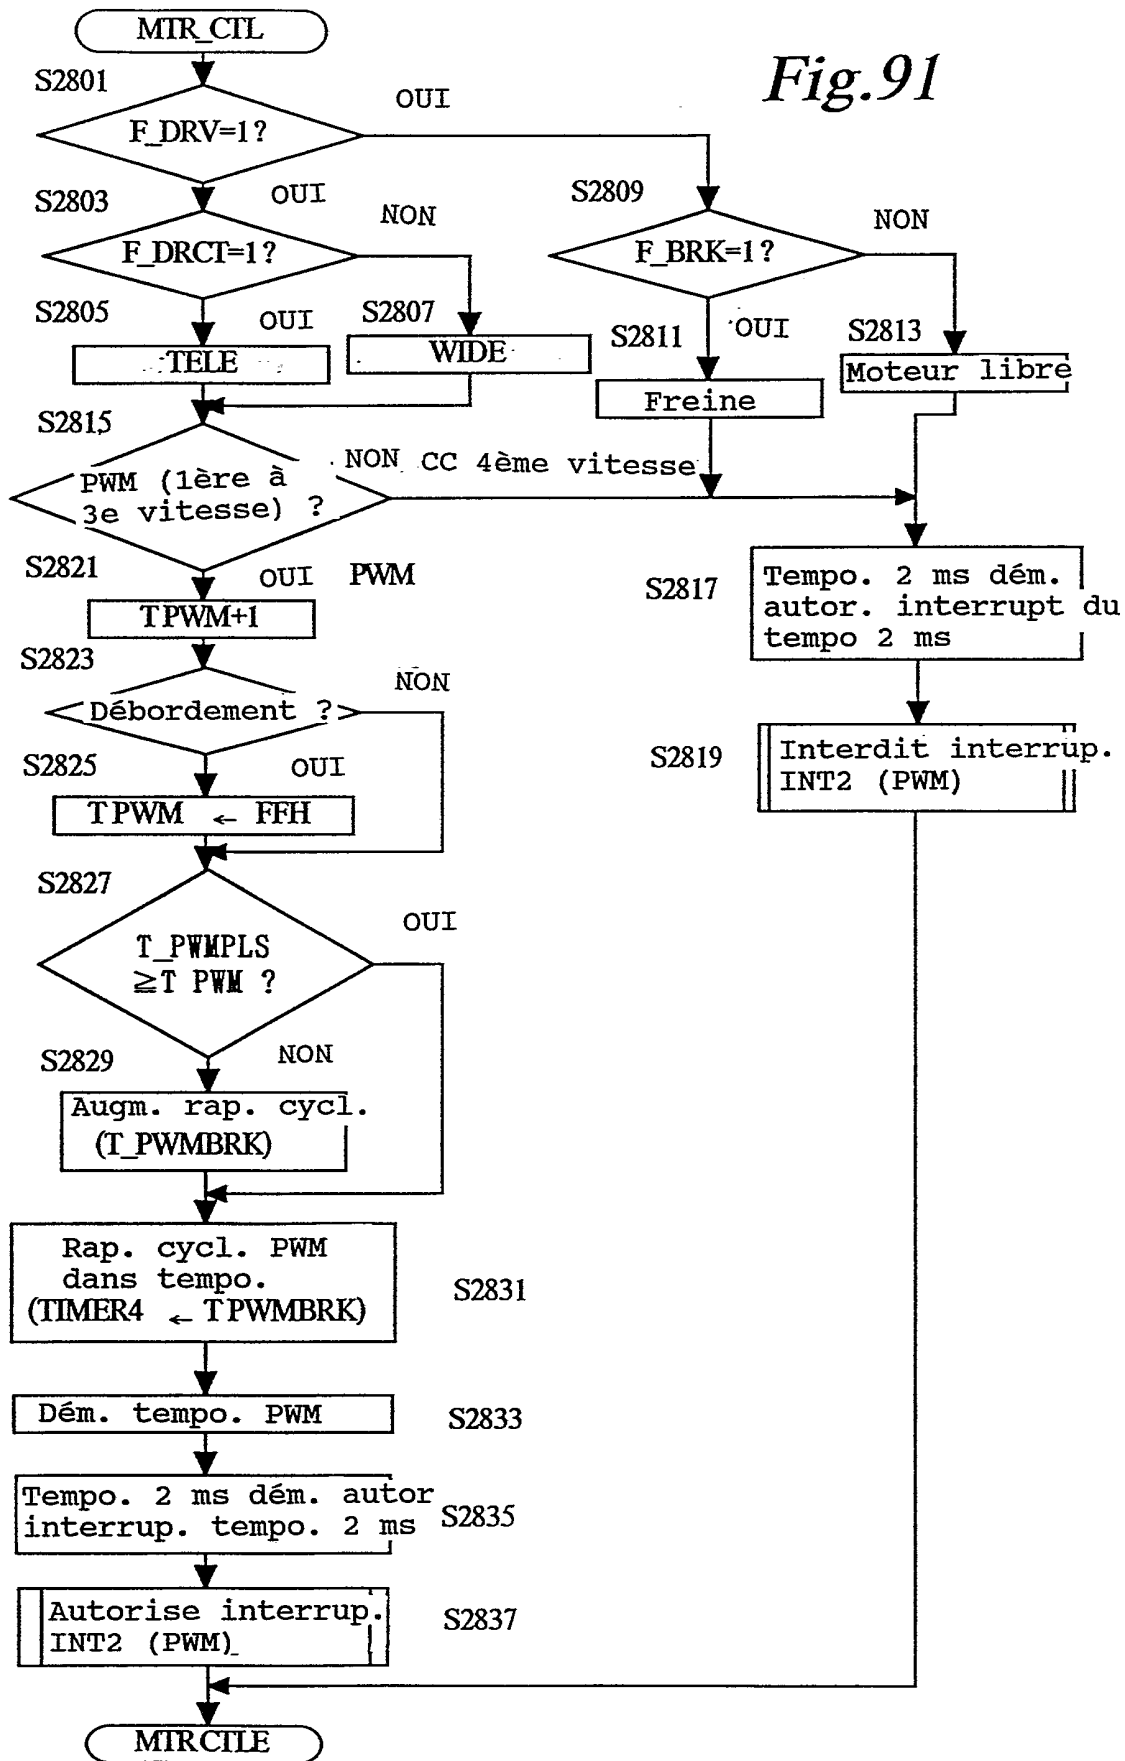 MTR_CTL
Fig.91
S2801
OUI
F_DRV=1?
S2803
OUI
NON
S2809
NON
F_DRCT=1?
F_BRK=1?
S2805
OUI
S2807
S2811
OUI
S2813
TELE
WIDE
Freine
Moteur libre
S2815
NON CC 4ème vitesse
PWM (1ère à
3e vitesse) ?
S2821
OUI PWM
S2817
Tempo. 2 ms dém.
autor. interrupt du
tempo 2 ms
TPWM+1
S2823
NON
Débordement ?
S2819
Interdit interrup.
INT2 (PWM)
S2825
OUI
TPWM ← FFH
S2827
OUI
T_PWMPLS
≧T PWM ?
S2829
NON
Augm. rap. cycl.
(T_PWMBRK)
Rap. cycl. PWM
dans tempo.
(TIMER4 ← TPWMBRK)
S2831
Dém. tempo. PWM
S2833
Tempo. 2 ms dém. autor
interrup. tempo. 2 ms
S2835
Autorise interrup.
INT2 (PWM)
S2837
MTRCTLE